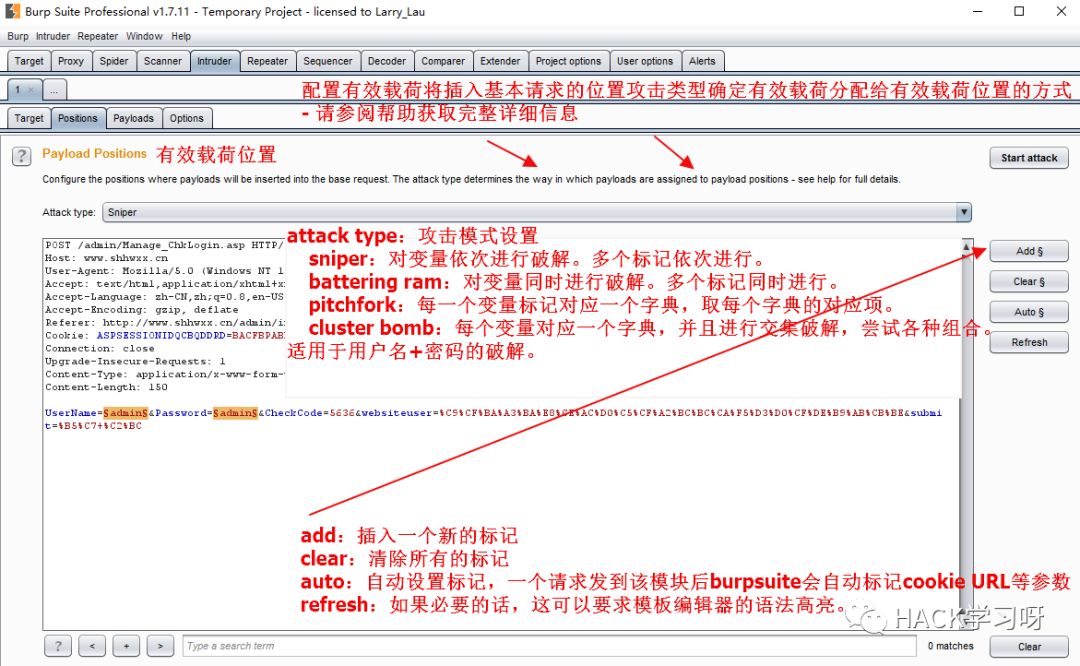 Burp Suite Professional v1.7.11 - Temporary Project - licensed to Larry_Lau
Burp Intruder Repeater Window Help
Target Proxy Spider Scanner Intruder Repeater Sequencer Decoder Comparer Extender Project options User options Alerts
1 × ...
配置有效载荷将插入基本请求的位置攻击类型确定有效载荷分配给有效载荷位置的方式
- 请参阅帮助获取完整详细信息
Target Positions Payloads Options
? Payload Positions 有效载荷位置
Start attack
Configure the positions where payloads will be inserted into the base request. The attack type determines the way in which payloads are assigned to payload positions - see help for full details.
Attack type: Sniper
POST /admin/Manage_ChkLogin.asp HTTP/
Host: www.shhwxx.cn
User-Agent: Mozilla/5.0 (Windows NT 1
Accept: text/html,application/xhtml+x
Accept-Language: zh-CN,zh;q=0.8,en-US
Accept-Encoding: gzip, deflate
Referer: http://www.shhwxx.cn/admin/i
Cookie: ASPSESSIONIDQCBQDDRD=BACFBPAB
Connection: close
Upgrade-Insecure-Requests: 1
Content-Type: application/x-www-form-
Content-Length: 150
attack type：攻击模式设置
sniper：对变量依次进行破解。多个标记依次进行。
battering ram：对变量同时进行破解。多个标记同时进行。
pitchfork：每一个变量标记对应一个字典，取每个字典的对应项。
cluster bomb：每个变量对应一个字典，并且进行交集破解，尝试各种组合。
适用于用户名+密码的破解。
Add §
Clear §
Auto §
Refresh
UserName=§admin§&Password=§admin§&CheckCode=5636&websiteuser=%C9%CF%BA%A3%BA%E8%CE%AC%D0%C5%CF%A2%BC%BC%CA%F5%D3%D0%CF%DE%B9%AB%CB%BE&submi
t=%B5%C7+%C2%BC
add：插入一个新的标记
clear：清除所有的标记
auto：自动设置标记，一个请求发到该模块后burpsuite会自动标记cookie URL等参数
refresh：如果必要的话，这可以要求模板编辑器的语法高亮。
HACK学习呀
? < + > Type a search term 0 matches Clear